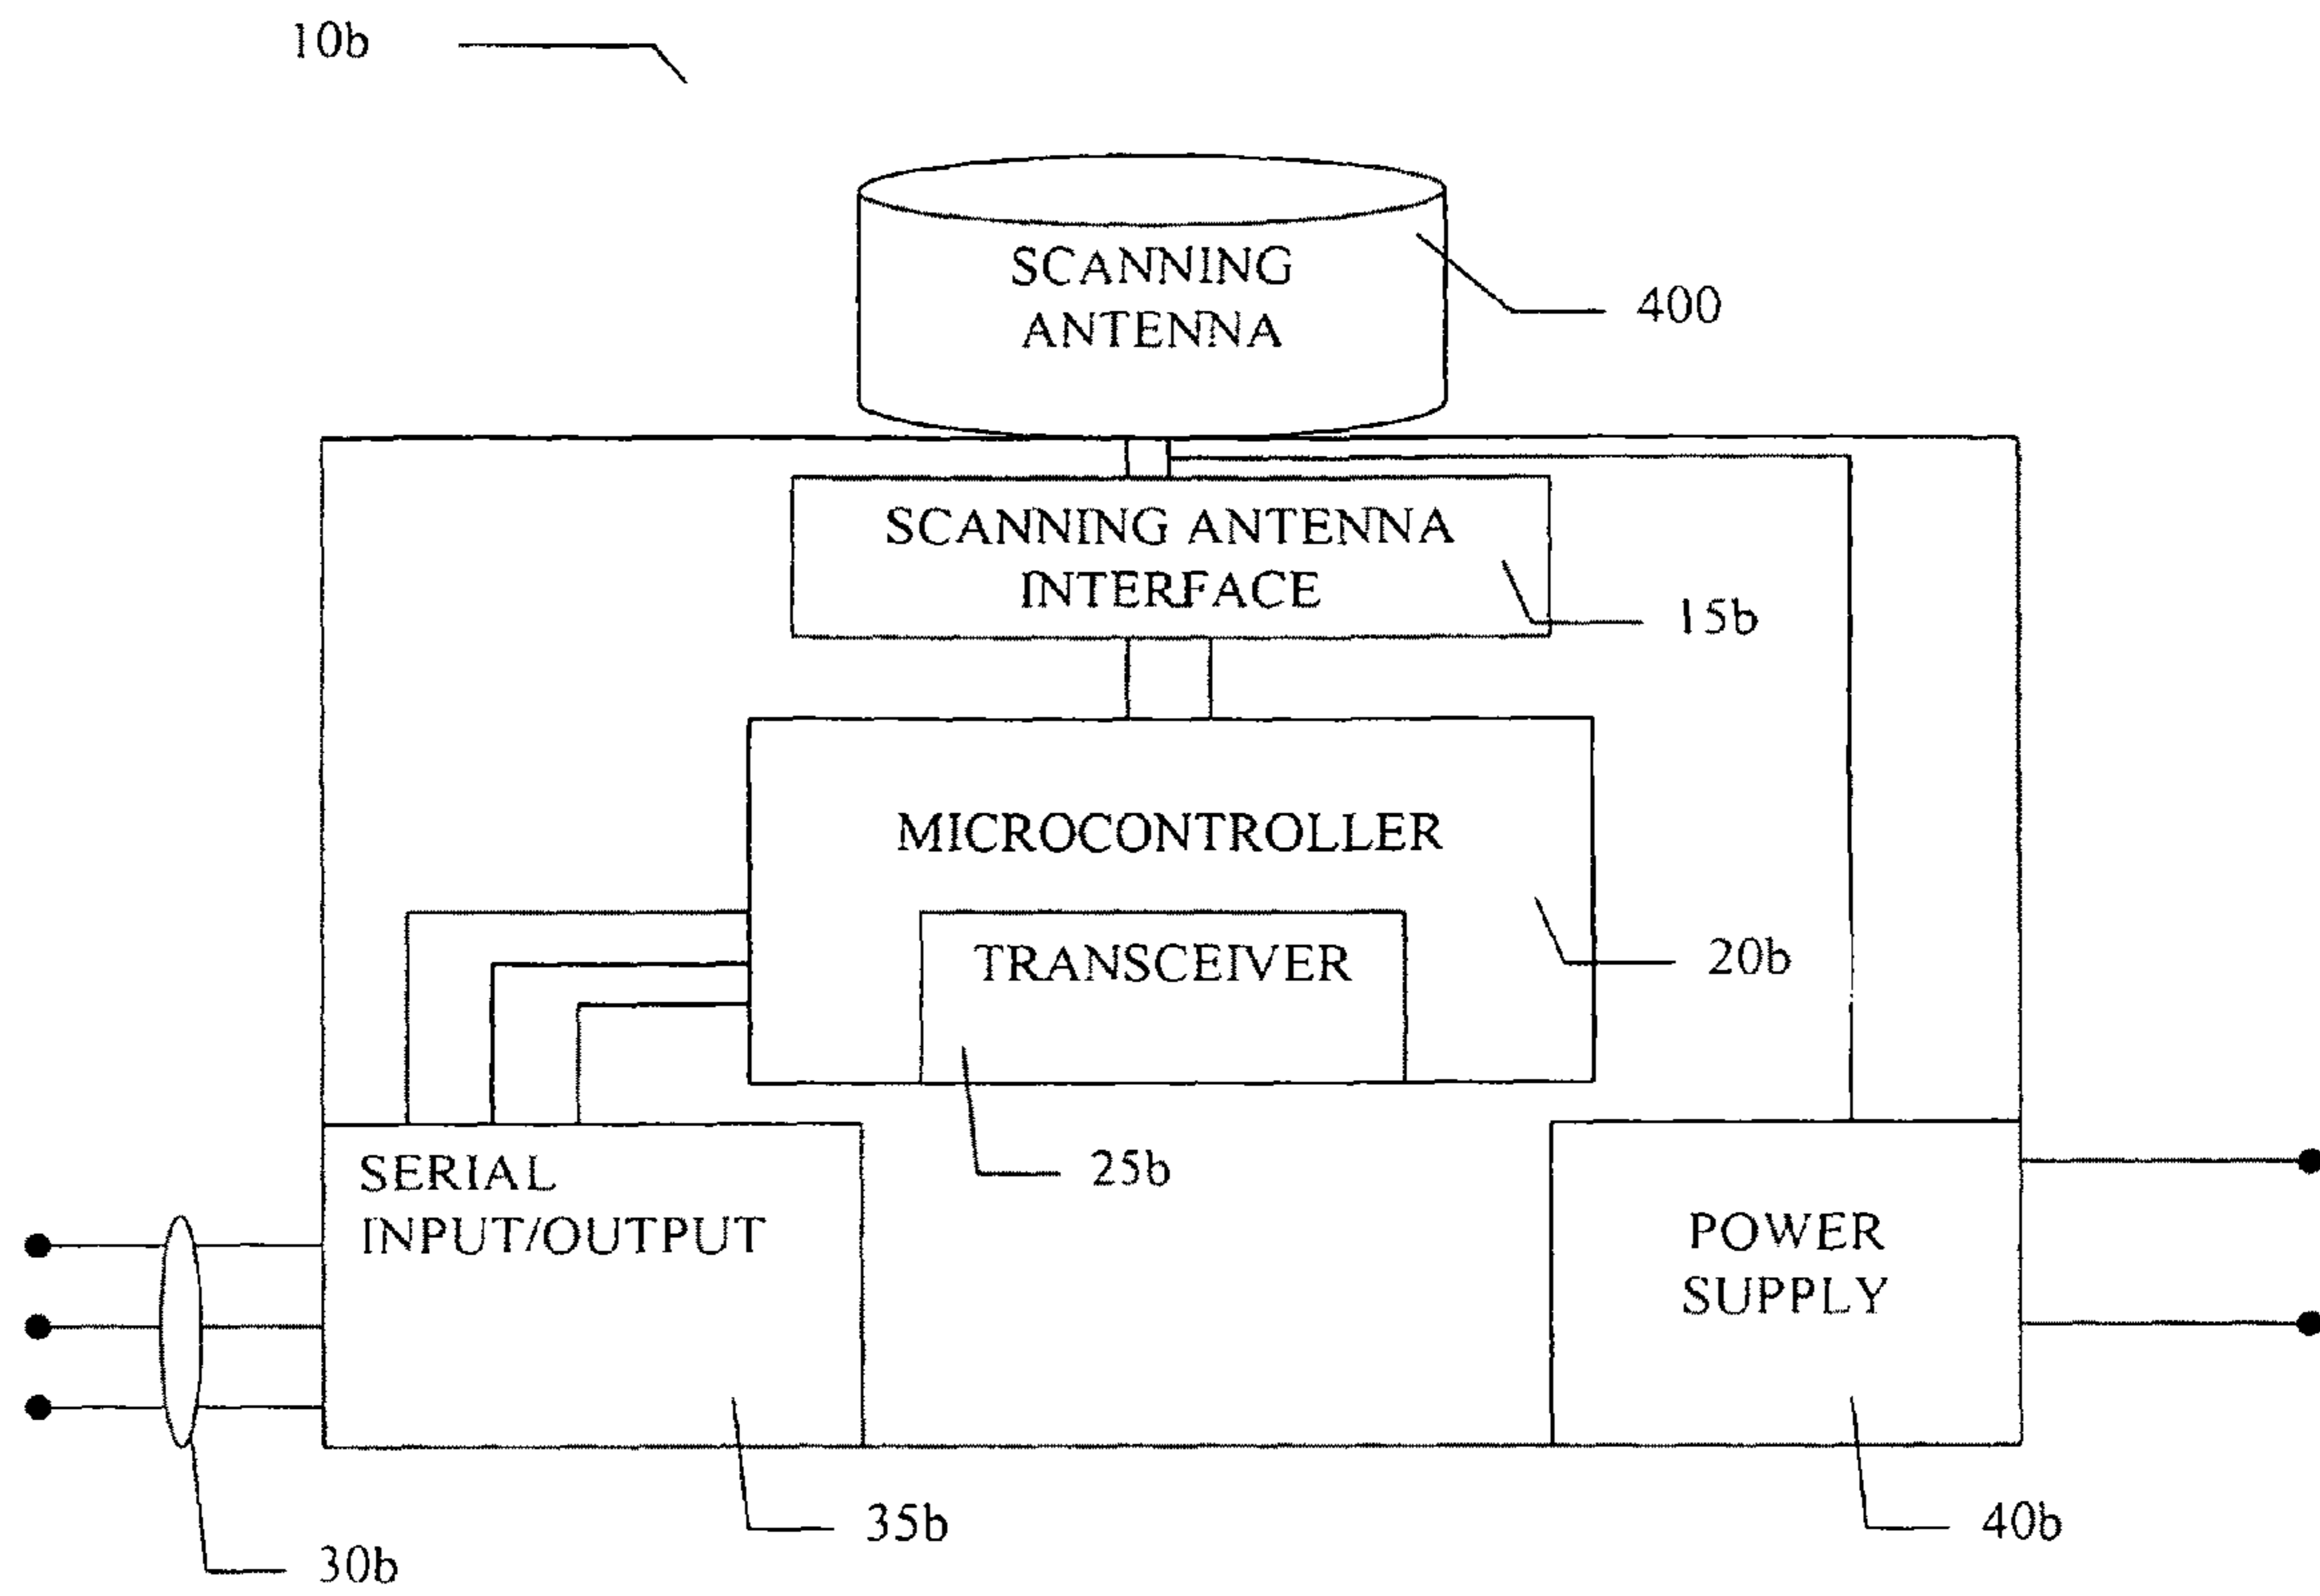 10b
SCANNING
ANTENNA
400
SCANNING ANTENNA
INTERFACE
15b
MICROCONTROLLER
TRANSCEIVER
20b
25b
SERIAL
INPUT/OUTPUT
POWER
SUPPLY
35b
40b
30b